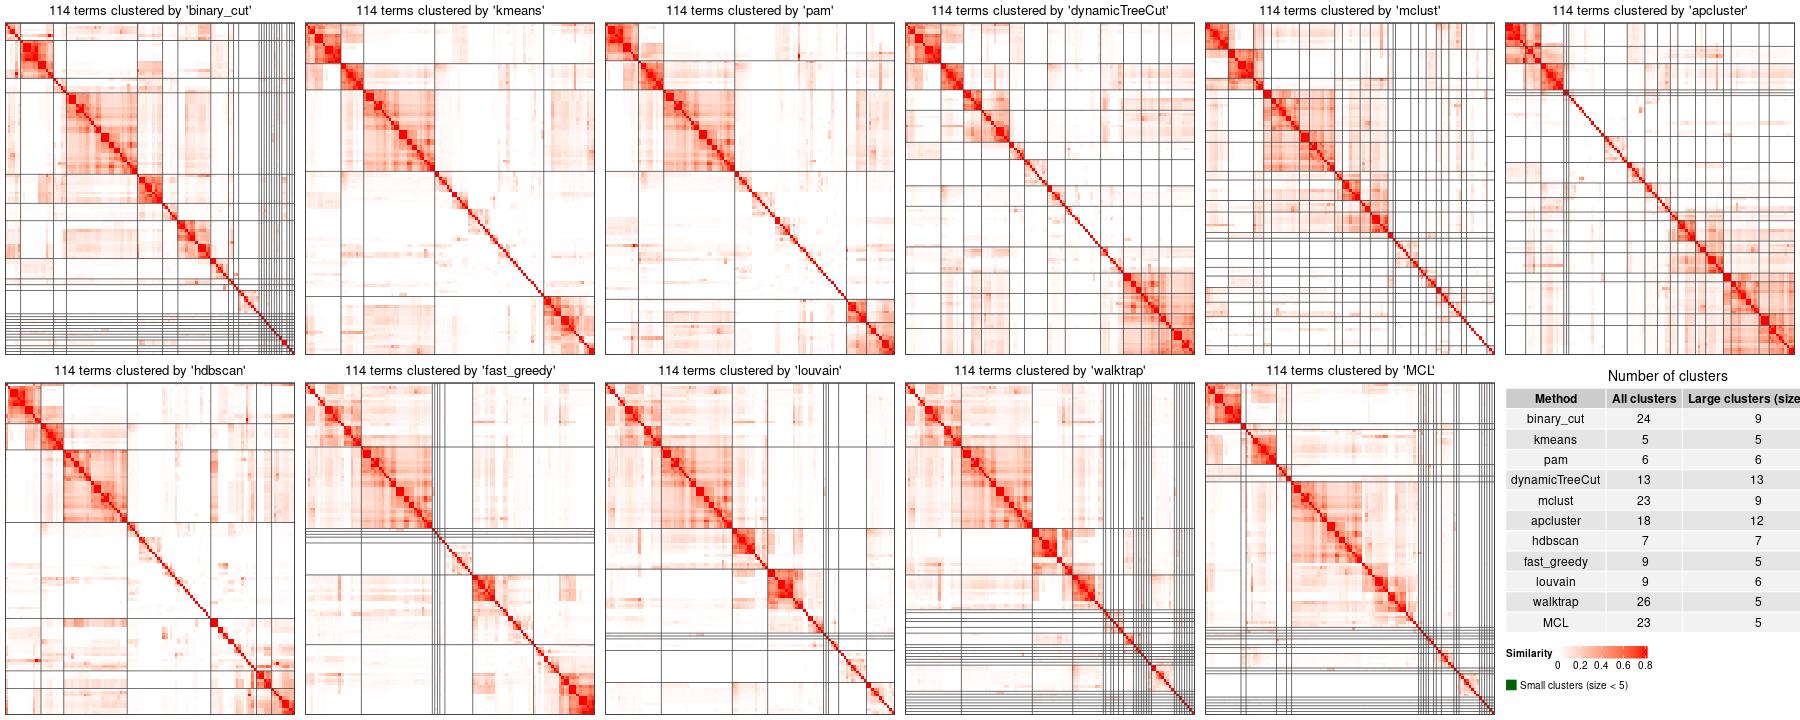 114 terms clustered by 'binary_cut'
114 terms clustered by 'kmeans'
114 terms clustered by 'pam'
114 terms clustered by 'dynamicTreeCut'
114 terms clustered by 'mclust'
114 terms clustered by 'apcluster'
114 terms clustered by 'hdbscan'
114 terms clustered by 'fast_greedy'
114 terms clustered by 'louvain'
114 terms clustered by 'walktrap'
114 terms clustered by 'MCL'
Number of clusters
Method All clusters Large clusters (size
binary_cut 24 9
kmeans 5 5
pam 6 6
dynamicTreeCut 13 13
mclust 23 9
apcluster 18 12
hdbscan 7 7
fast_greedy 9 5
louvain 9 6
walktrap 26 5
MCL 23 5
Similarity
0 0.2 0.4 0.6 0.8
Small clusters (size < 5)